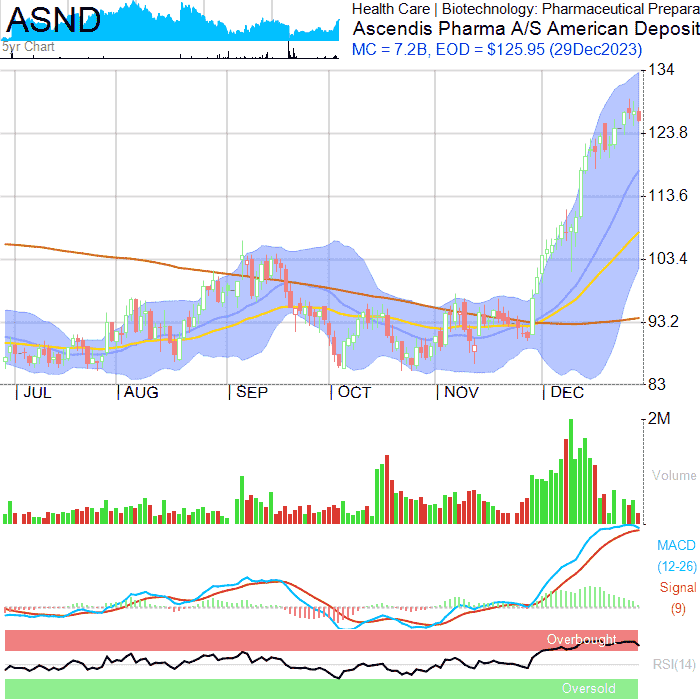 ASND
5yr Chart
Health Care | Biotechnology: Pharmaceutical Prepara
Ascendis Pharma A/S American Deposit
MC = 7.2B, EOD = $125.95 (29Dec2023)
134
123.8
113.6
103.4
93.2
83
JUL AUG SEP OCT NOV DEC
2M
Volume
MACD
(12-26)
Signal
(9)
Overbought
RSI(14)
Oversold